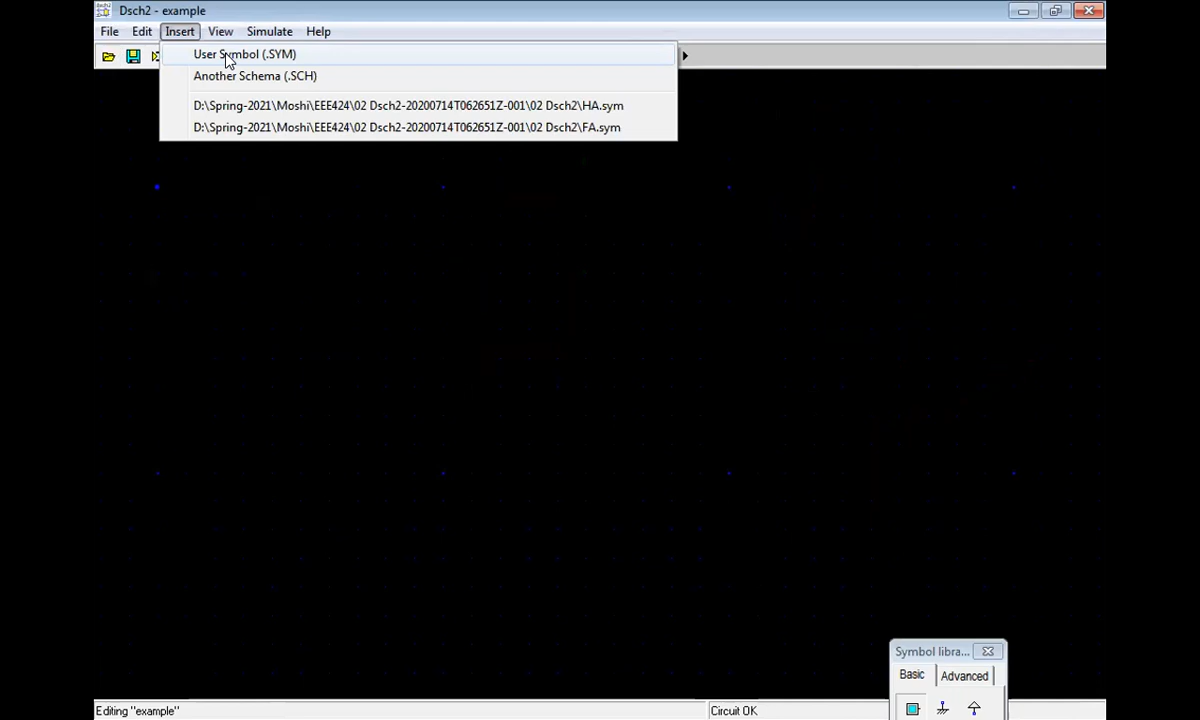 Dsch2 - example
File Edit Insert View Simulate Help
User Symbol (.SYM)
Another Schema (.SCH)
D:\Spring-2021\Moshi\EEE424\02 Dsch2-20200714T062651Z-001\02 Dsch2\HA.sym
D:\Spring-2021\Moshi\EEE424\02 Dsch2-20200714T062651Z-001\02 Dsch2\FA.sym
Symbol libra...
Basic Advanced
Editing "example" Circuit OK